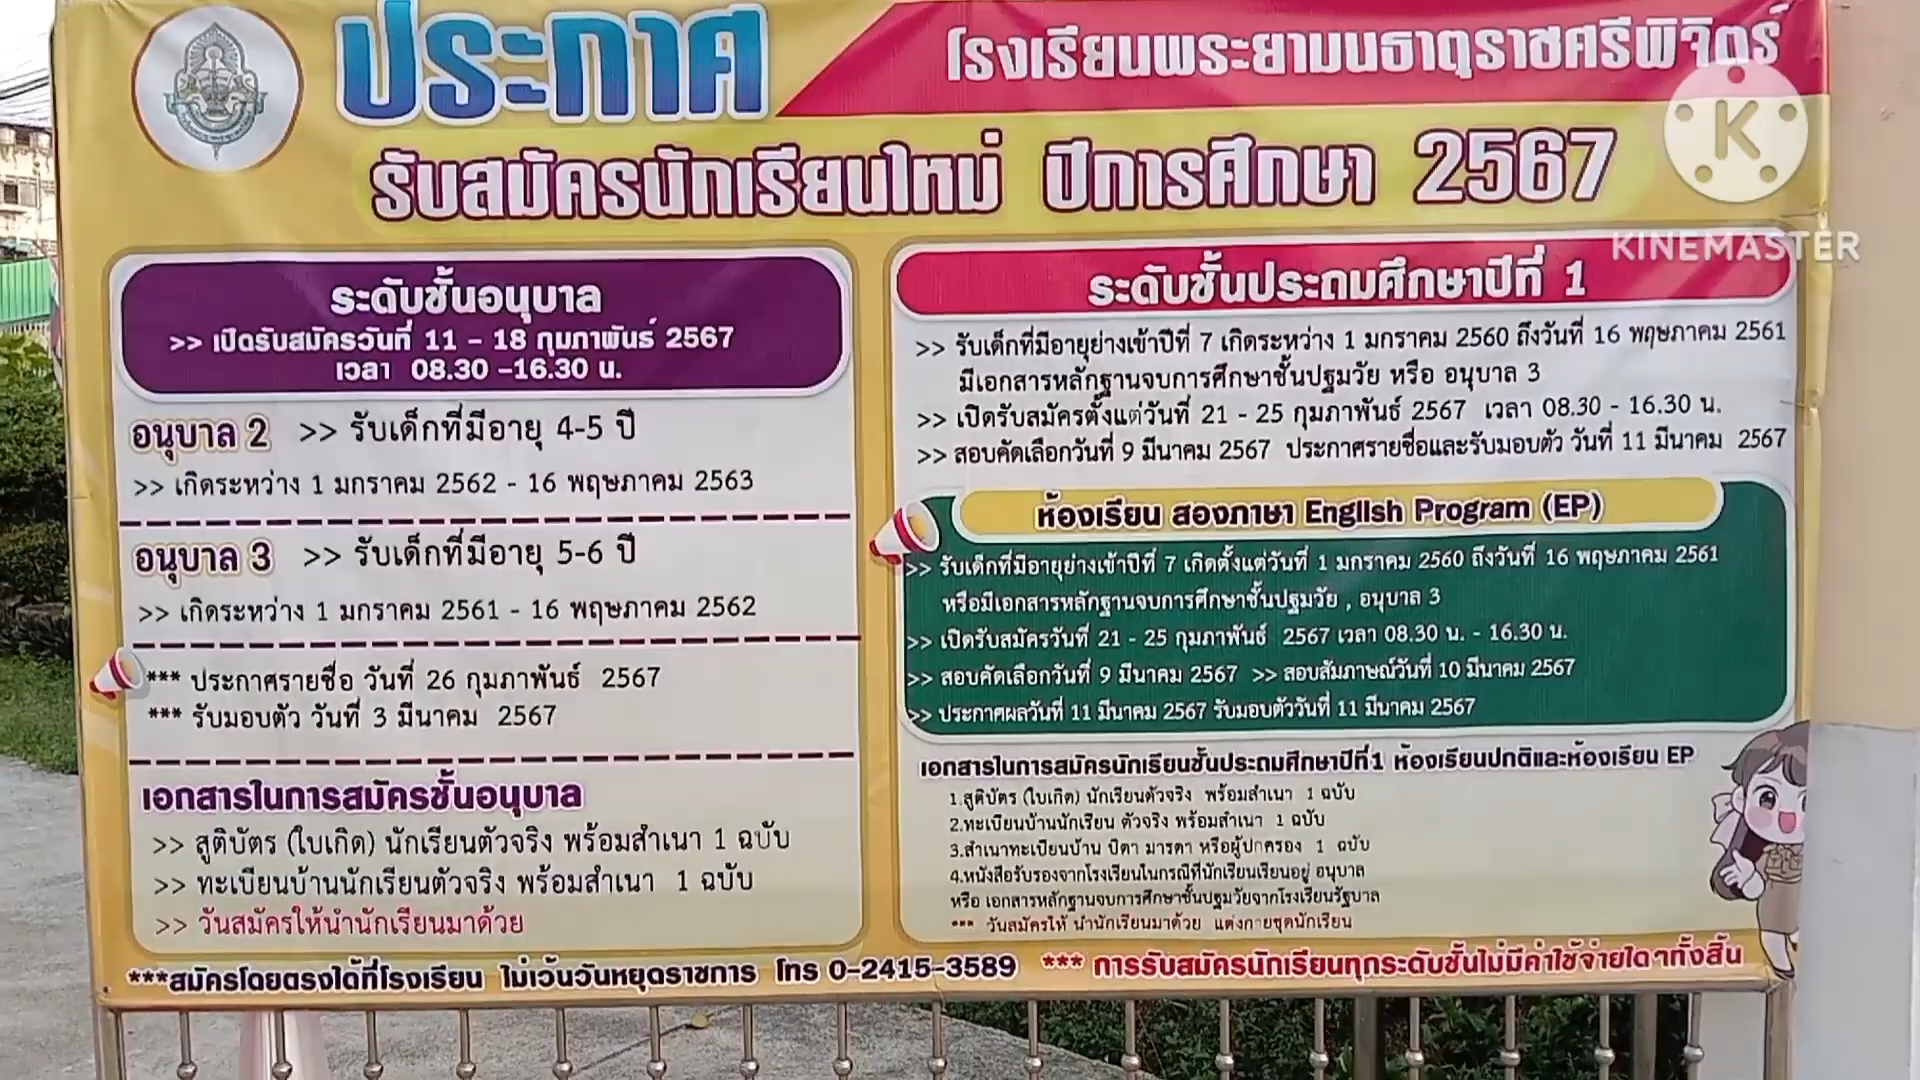 ประกาศ
โรงเรียนพระยามนธาตุราชศรีพิจิตร์
รับสมัครนักเรียนใหม่ ปีการศึกษา 2567
K
KINEMASTER
ระดับชั้นอนุบาล
>> เปิดรับสมัครวันที่ 11 - 18 กุมภาพันธ์ 2567
เวลา 08.30 -16.30 น.
อนุบาล 2 >> รับเด็กที่มีอายุ 4-5 ปี
>> เกิดระหว่าง 1 มกราคม 2562 - 16 พฤษภาคม 2563
อนุบาล 3 >> รับเด็กที่มีอายุ 5-6 ปี
>> เกิดระหว่าง 1 มกราคม 2561 - 16 พฤษภาคม 2562
*** ประกาศรายชื่อ วันที่ 26 กุมภาพันธ์ 2567
*** รับมอบตัว วันที่ 3 มีนาคม 2567
เอกสารในการสมัครชั้นอนุบาล
>> สูติบัตร (ใบเกิด) นักเรียนตัวจริง พร้อมสำเนา 1 ฉบับ
>> ทะเบียนบ้านนักเรียนตัวจริง พร้อมสำเนา 1 ฉบับ
>> วันสมัครให้นำนักเรียนมาด้วย
ระดับชั้นประถมศึกษาปีที่ 1
>> รับเด็กที่มีอายุย่างเข้าปีที่ 7 เกิดระหว่าง 1 มกราคม 2560 ถึงวันที่ 16 พฤษภาคม 2561
มีเอกสารหลักฐานจบการศึกษาชั้นปฐมวัย หรือ อนุบาล 3
>> เปิดรับสมัครตั้งแต่วันที่ 21 - 25 กุมภาพันธ์ 2567 เวลา 08.30 - 16.30 น.
>> สอบคัดเลือกวันที่ 9 มีนาคม 2567 ประกาศรายชื่อและรับมอบตัว วันที่ 11 มีนาคม 2567
ห้องเรียน สองภาษา English Program (EP)
>> รับเด็กที่มีอายุย่างเข้าปีที่ 7 เกิดตั้งแต่วันที่ 1 มกราคม 2560 ถึงวันที่ 16 พฤษภาคม 2561
หรือมีเอกสารหลักฐานจบการศึกษาชั้นปฐมวัย , อนุบาล 3
>> เปิดรับสมัครวันที่ 21 - 25 กุมภาพันธ์ 2567 เวลา 08.30 น. - 16.30 น.
>> สอบคัดเลือกวันที่ 9 มีนาคม 2567 >> สอบสัมภาษณ์วันที่ 10 มีนาคม 2567
>> ประกาศผลวันที่ 11 มีนาคม 2567 รับมอบตัววันที่ 11 มีนาคม 2567
เอกสารในการสมัครนักเรียนชั้นประถมศึกษาปีที่1 ห้องเรียนปกติและห้องเรียน EP
1.สูติบัตร (ใบเกิด) นักเรียนตัวจริง พร้อมสำเนา 1 ฉบับ
2.ทะเบียนบ้านนักเรียน ตัวจริง พร้อมสำเนา 1 ฉบับ
3.สำเนาทะเบียนบ้าน บิดา มารดา หรือผู้ปกครอง 1 ฉบับ
4.หนังสือรับรองจากโรงเรียนในกรณีที่นักเรียนเรียนอยู่ อนุบาล
หรือ เอกสารหลักฐานจบการศึกษาชั้นปฐมวัยจากโรงเรียนรัฐบาล
*** วันสมัครให้ นำนักเรียนมาด้วย แต่งกายชุดนักเรียน
***สมัครโดยตรงได้ที่โรงเรียน ไม่เว้นวันหยุดราชการ โทร 0-2415-3589 *** การรับสมัครนักเรียนทุกระดับชั้นไม่มีค่าใช้จ่ายใดๆทั้งสิ้น